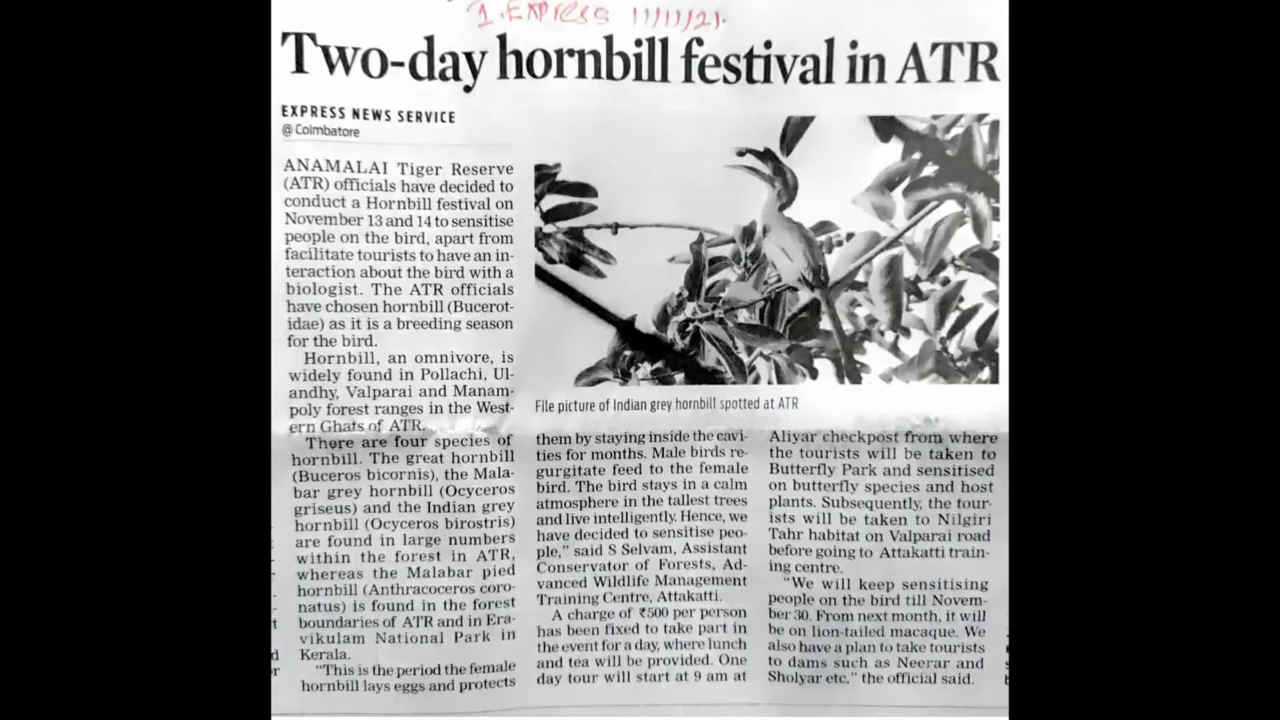 I. EXPRESS 11/11/21.
Two-day hornbill festival in ATR
EXPRESS NEWS SERVICE
@ Coimbatore
ANAMALAI Tiger Reserve
(ATR) officials have decided to
conduct a Hornbill festival on
November 13 and 14 to sensitise
people on the bird, apart from
facilitate tourists to have an in-
teraction about the bird with a
biologist. The ATR officials
have chosen hornbill (Bucerot-
idae) as it is a breeding season
for the bird.
Hornbill, an omnivore, is
widely found in Pollachi, Ul-
andhy, Valparai and Manam-
poly forest ranges in the West-
ern Ghats of ATR.
There are four species of
hornbill. The great hornbill
(Buceros bicornis), the Mala-
bar grey hornbill (Ocyceros
griseus) and the Indian grey
hornbill (Ocyceros birostris)
are found in large numbers
within the forest in ATR,
whereas the Malabar pied
hornbill (Anthracoceros coro-
natus) is found in the forest
boundaries of ATR and in Era-
vikulam National Park in
Kerala.
"This is the period the female
hornbill lays eggs and protects
File picture of Indian grey hornbill spotted at ATR
them by staying inside the cavi-
ties for months. Male birds re-
gurgitate feed to the female
bird. The bird stays in a calm
atmosphere in the tallest trees
and live intelligently. Hence, we
have decided to sensitise peo-
ple," said S Selvam, Assistant
Conservator of Forests, Ad-
vanced Wildlife Management
Training Centre, Attakatti.
A charge of ₹500 per person
has been fixed to take part in
the event for a day, where lunch
and tea will be provided. One
day tour will start at 9 am at
Aliyar checkpost from where
the tourists will be taken to
Butterfly Park and sensitised
on butterfly species and host
plants. Subsequently, the tour-
ists will be taken to Nilgiri
Tahr habitat on Valparai road
before going to Attakatti train-
ing centre.
"We will keep sensitising
people on the bird till Novem-
ber 30. From next month, it will
be on lion-tailed macaque. We
also have a plan to take tourists
to dams such as Neerar and
Sholyar etc," the official said.